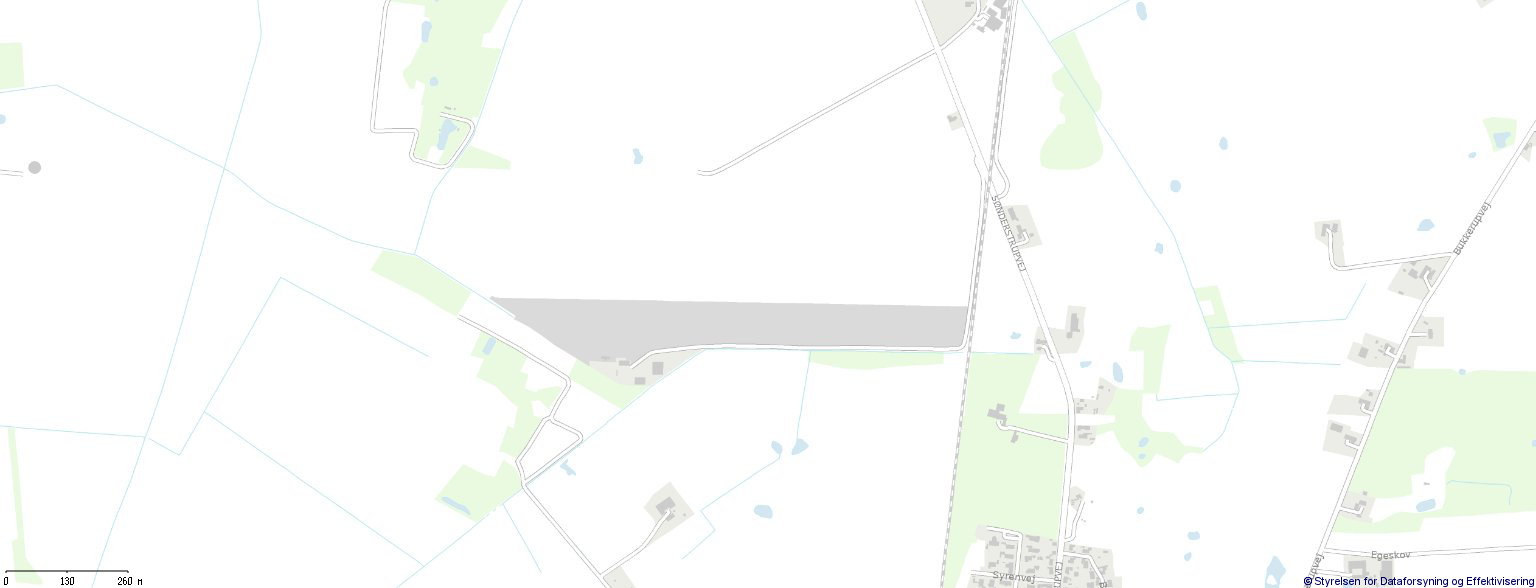 SØNDERSTRUPVEJ
Bukkerupvej
Egeskov
Syrenvej
0 130 260 м
© Styrelsen for Dataforsyning og Effektivisering